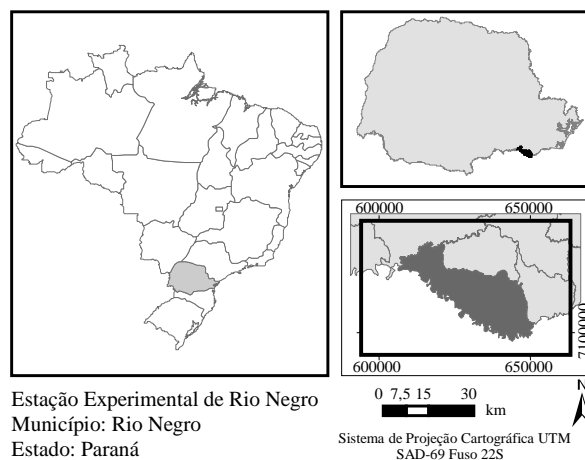 600000 650000
7100000
600000 650000
N
0 7,5 15 30
km
Estação Experimental de Rio Negro
Município: Rio Negro
Estado: Paraná
Sistema de Projeção Cartográfica UTM
SAD-69 Fuso 22S